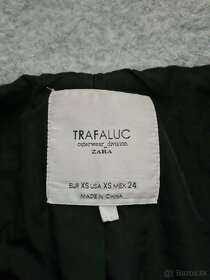 TRAFALUC
outerwear_division
ZARA
EUR XS USA XS MEX 24
MADE IN CHINA
Bazos.sk